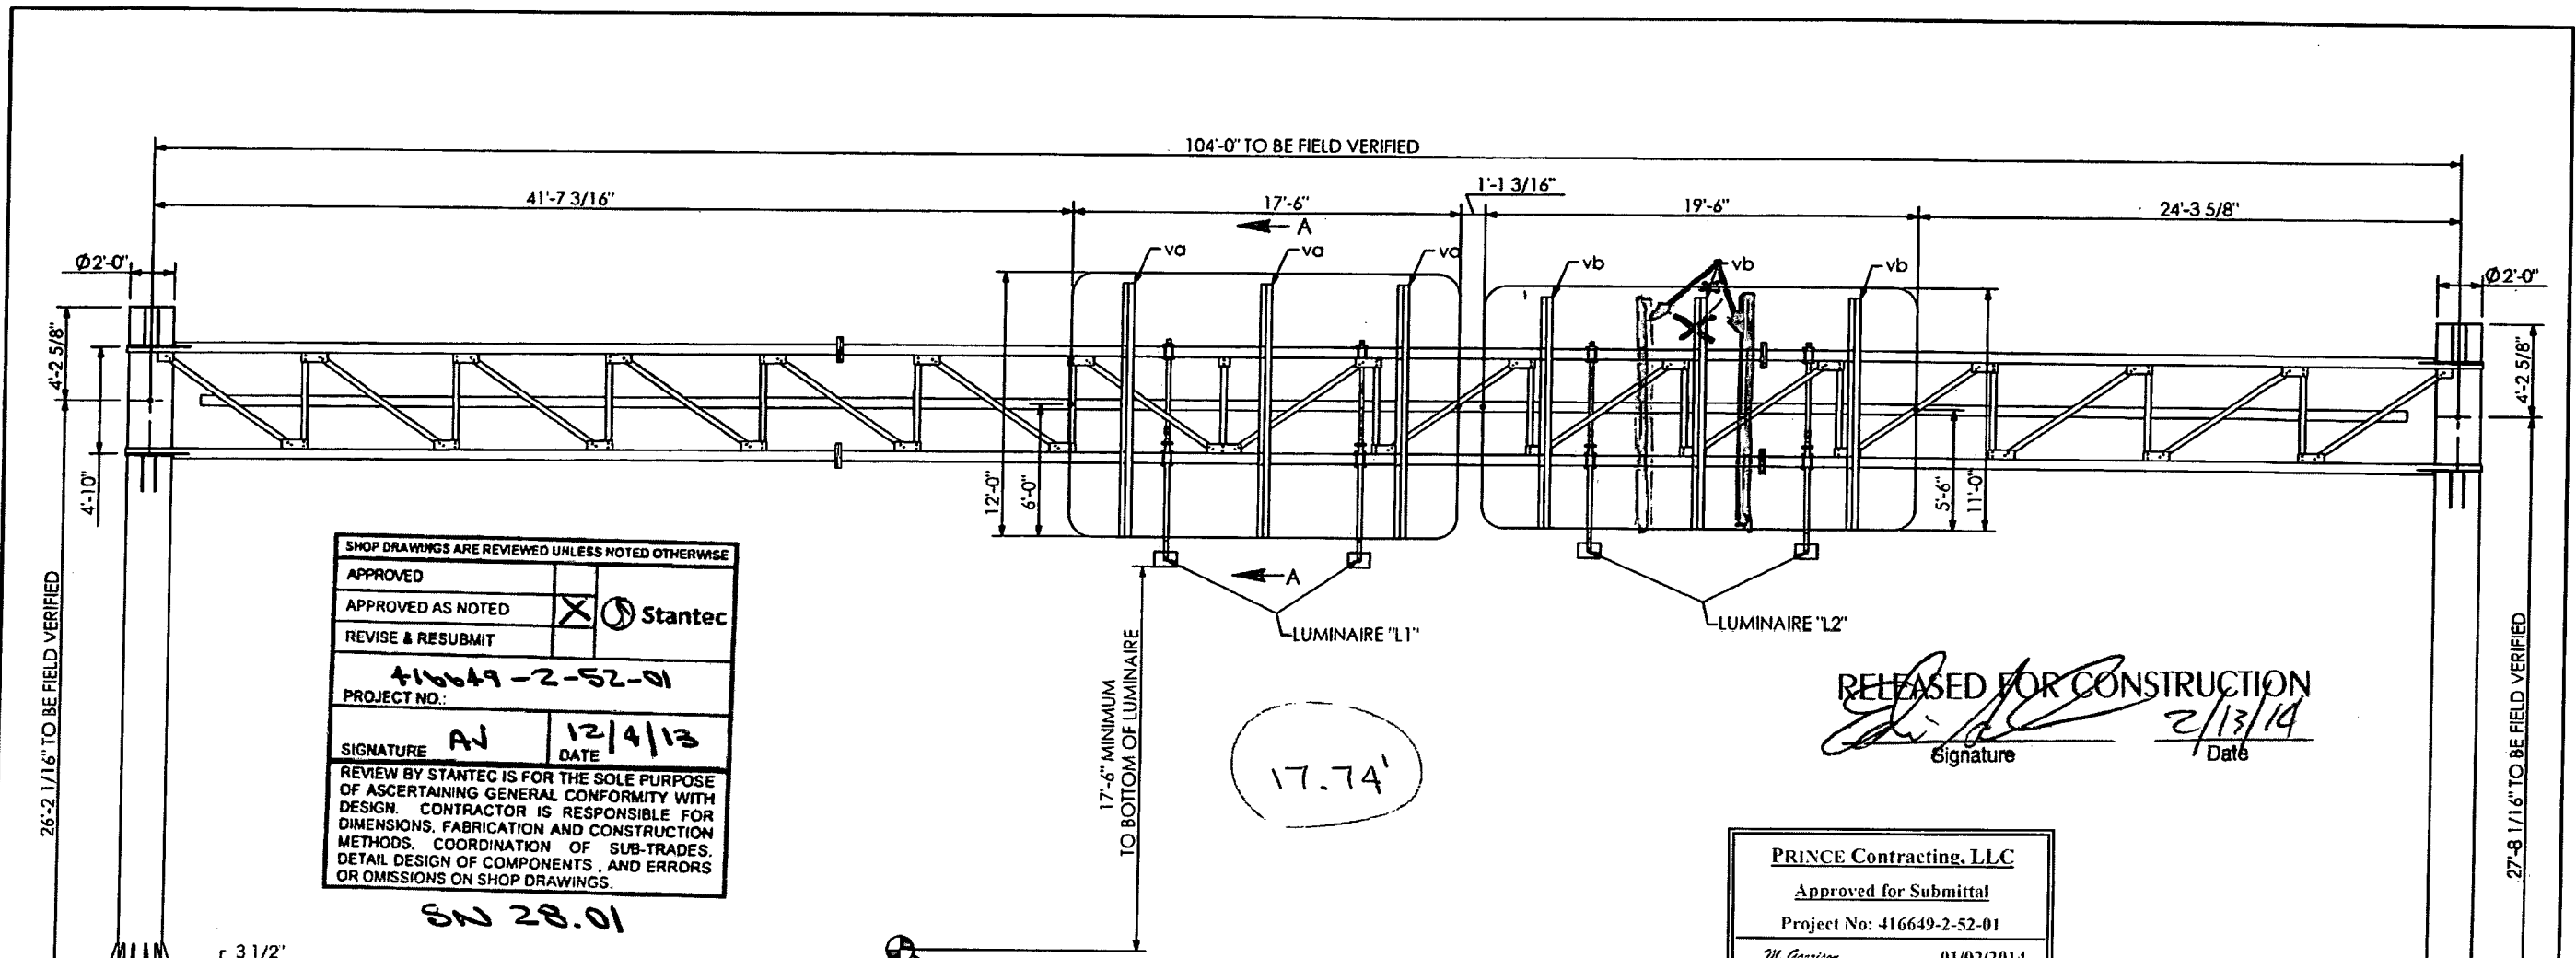 104'-0" TO BE FIELD VERIFIED
41'-7 3/16"
17'-6"
1'-1 3/16"
19'-6"
24'-3 5/8"
A
va
va
va
vb
vb
vb
Ø2'-0"
Ø2'-0"
4'-2 5/8"
4'-10"
12'-0"
6'-0"
5'-6"
11'-0"
4'-2 5/8"
A
LUMINAIRE "L1"
LUMINAIRE "L2"
26'-2 1/16" TO BE FIELD VERIFIED
SHOP DRAWINGS ARE REVIEWED UNLESS NOTED OTHERWISE
APPROVED
APPROVED AS NOTED X
Stantec
REVISE & RESUBMIT
416649-2-52-01
PROJECT NO.:
SIGNATURE AJ
12/4/13
DATE
REVIEW BY STANTEC IS FOR THE SOLE PURPOSE
OF ASCERTAINING GENERAL CONFORMITY WITH
DESIGN. CONTRACTOR IS RESPONSIBLE FOR
DIMENSIONS, FABRICATION AND CONSTRUCTION
METHODS, COORDINATION OF SUB-TRADES,
DETAIL DESIGN OF COMPONENTS, AND ERRORS
OR OMISSIONS ON SHOP DRAWINGS.
SN 28.01
3 1/2"
17'-6" MINIMUM
TO BOTTOM OF LUMINAIRE
17.74'
RELEASED FOR CONSTRUCTION
2/13/14
Signature
Date
27'-8 1/16" TO BE FIELD VERIFIED
PRINCE Contracting, LLC
Approved for Submittal
Project No: 416649-2-52-01
M Garrison 01/02/2014